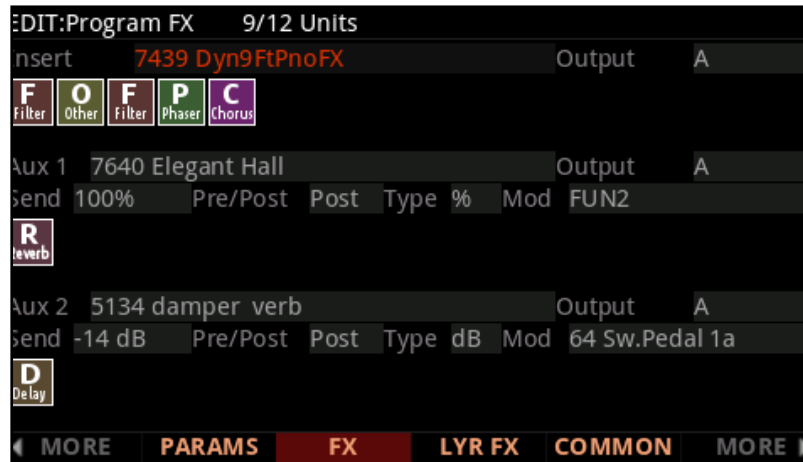 EDIT:Program FX 9/12 Units
Insert 7439 Dyn9FtPnoFX Output A
F O F P C
Filter Other Filter Phaser Chorus
Aux 1 7640 Elegant Hall Output A
Send 100% Pre/Post Post Type % Mod FUN2
R
Reverb
Aux 2 5134 damper verb Output A
Send -14 dB Pre/Post Post Type dB Mod 64 Sw.Pedal 1a
D
Delay
MORE PARAMS FX LYR FX COMMON MORE